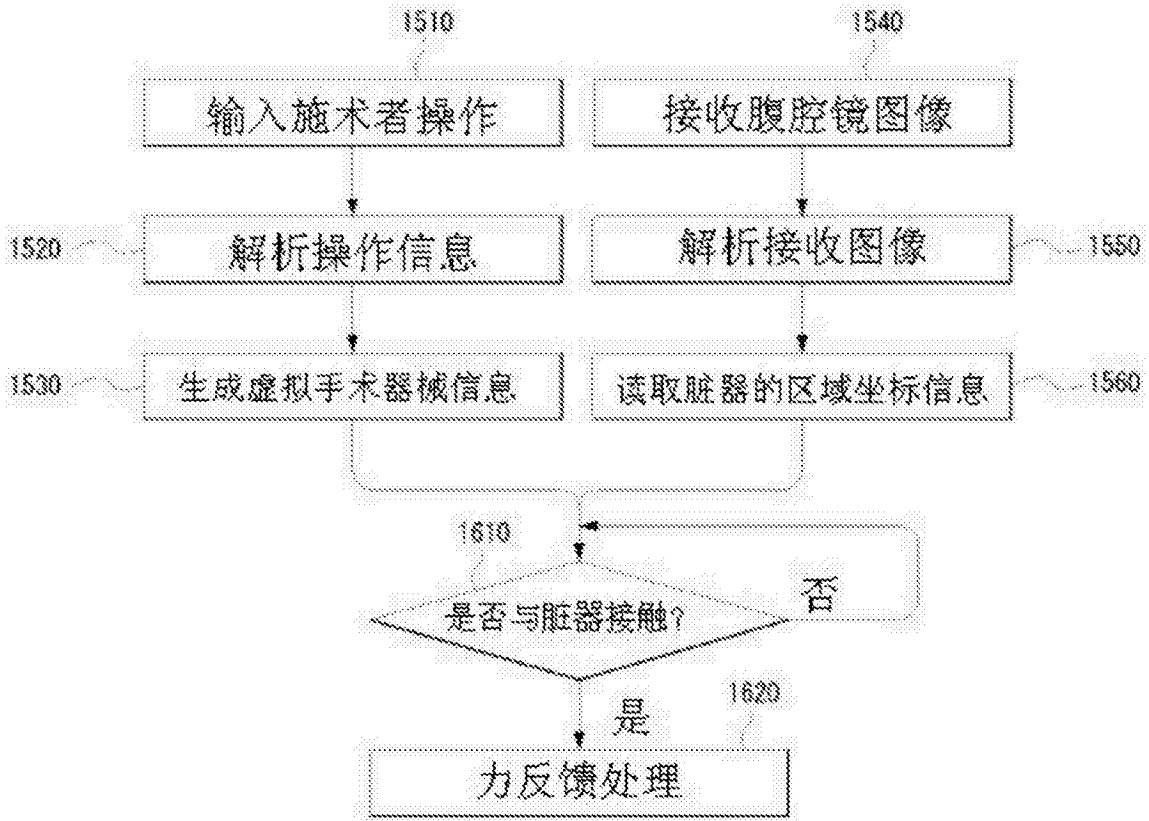 1510
1540
输入施术者操作
接收腹腔镜图像
1520
解析操作信息
解析接收图像
1550
1530
生成虚拟手术器械信息
读取脏器的区域坐标信息
1560
1610
是否与脏器接触?
否
是
1620
力反馈处理